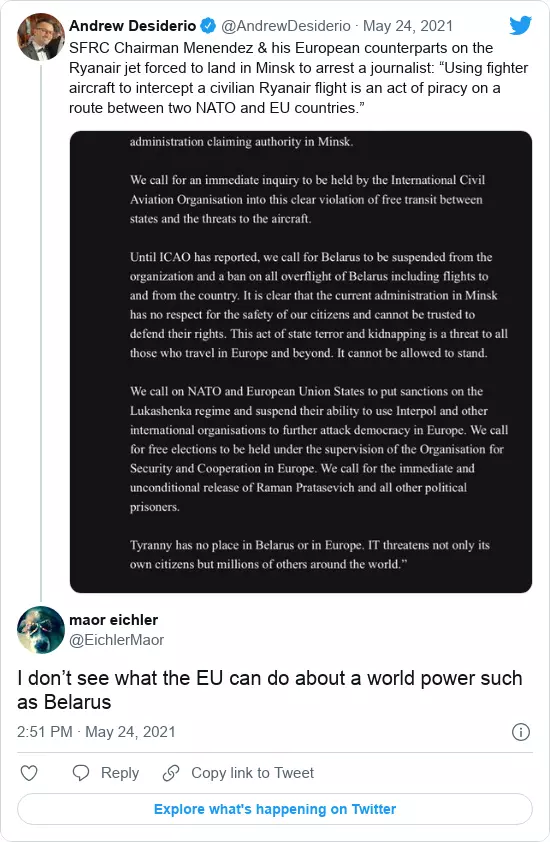 Andrew Desiderio @AndrewDesiderio · May 24, 2021
SFRC Chairman Menendez & his European counterparts on the
Ryanair jet forced to land in Minsk to arrest a journalist: “Using fighter
aircraft to intercept a civilian Ryanair flight is an act of piracy on a
route between two NATO and EU countries.”
administration claiming authority in Minsk.
We call for an immediate inquiry to be held by the International Civil
Aviation Organisation into this clear violation of free transit between
states and the threats to the aircraft.
Until ICAO has reported, we call for Belarus to be suspended from the
organization and a ban on all overflight of Belarus including flights to
and from the country. It is clear that the current administration in Minsk
has no respect for the safety of our citizens and cannot be trusted to
defend their rights. This act of state terror and kidnapping is a threat to all
those who travel in Europe and beyond. It cannot be allowed to stand.
We call on NATO and European Union States to put sanctions on the
Lukashenka regime and suspend their ability to use Interpol and other
international organisations to further attack democracy in Europe. We call
for free elections to be held under the supervision of the Organisation for
Security and Cooperation in Europe. We call for the immediate and
unconditional release of Raman Pratasevich and all other political
prisoners.
Tyranny has no place in Belarus or in Europe. IT threatens not only its
own citizens but millions of others around the world.”
maor eichler
@EichlerMaor
I don’t see what the EU can do about a world power such
as Belarus
2:51 PM · May 24, 2021
Reply Copy link to Tweet
Explore what's happening on Twitter